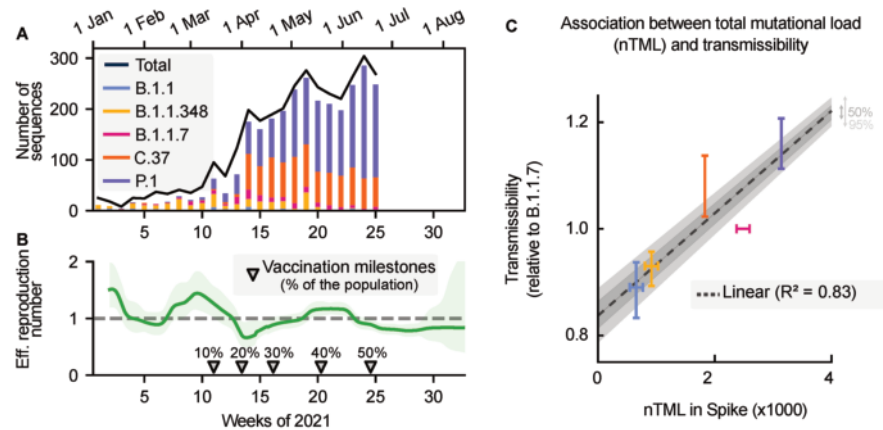 1 Jan
1 Feb
1 Mar
1 Apr
1 May
1 Jun
1 Jul
1 Aug
A
300
200
100
0
Number of
sequences
Total
B.1.1
B.1.1.348
B.1.1.7
C.37
P.1
5
10
15
20
25
30
B
2
1
0
Eff. reproduction
number
Vaccination milestones
(% of the population)
10%
20%
30%
40%
50%
5
10
15
20
25
30
Weeks of 2021
C
Association between total mutational load
(nTML) and transmissibility
50%
95%
1.2
1.0
0.8
Transmissibility
(relative to B.1.1.7)
Linear (R² = 0.83)
0
2
4
nTML in Spike (x1000)